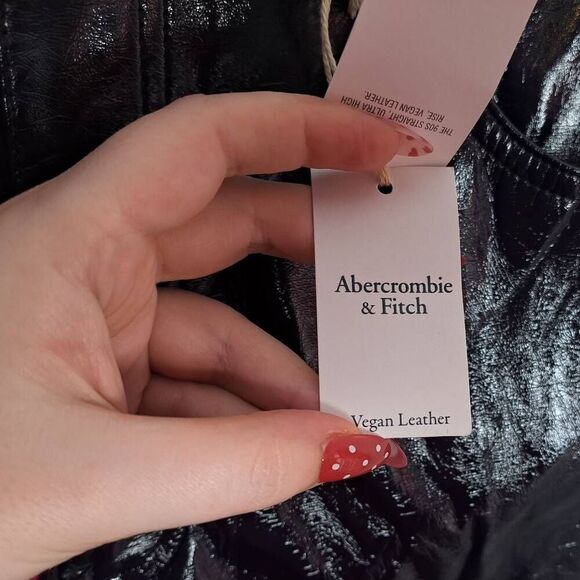 THE 90S STRAIGHT, ULTRA HIGH
RISE, VEGAN LEATHER.
Abercrombie
& Fitch
Vegan Leather